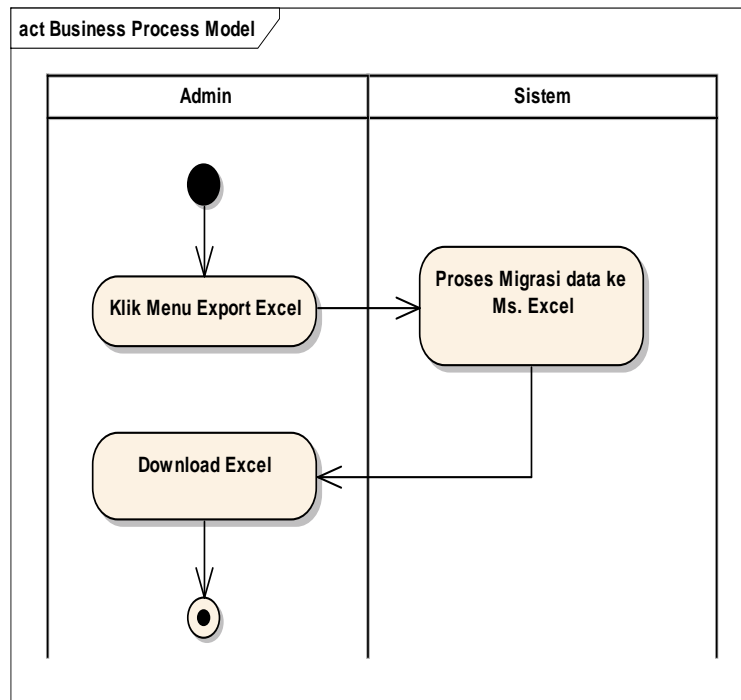 act Business Process Model
Admin
Sistem
Klik Menu Export Excel
Proses Migrasi data ke
Ms. Excel
Download Excel